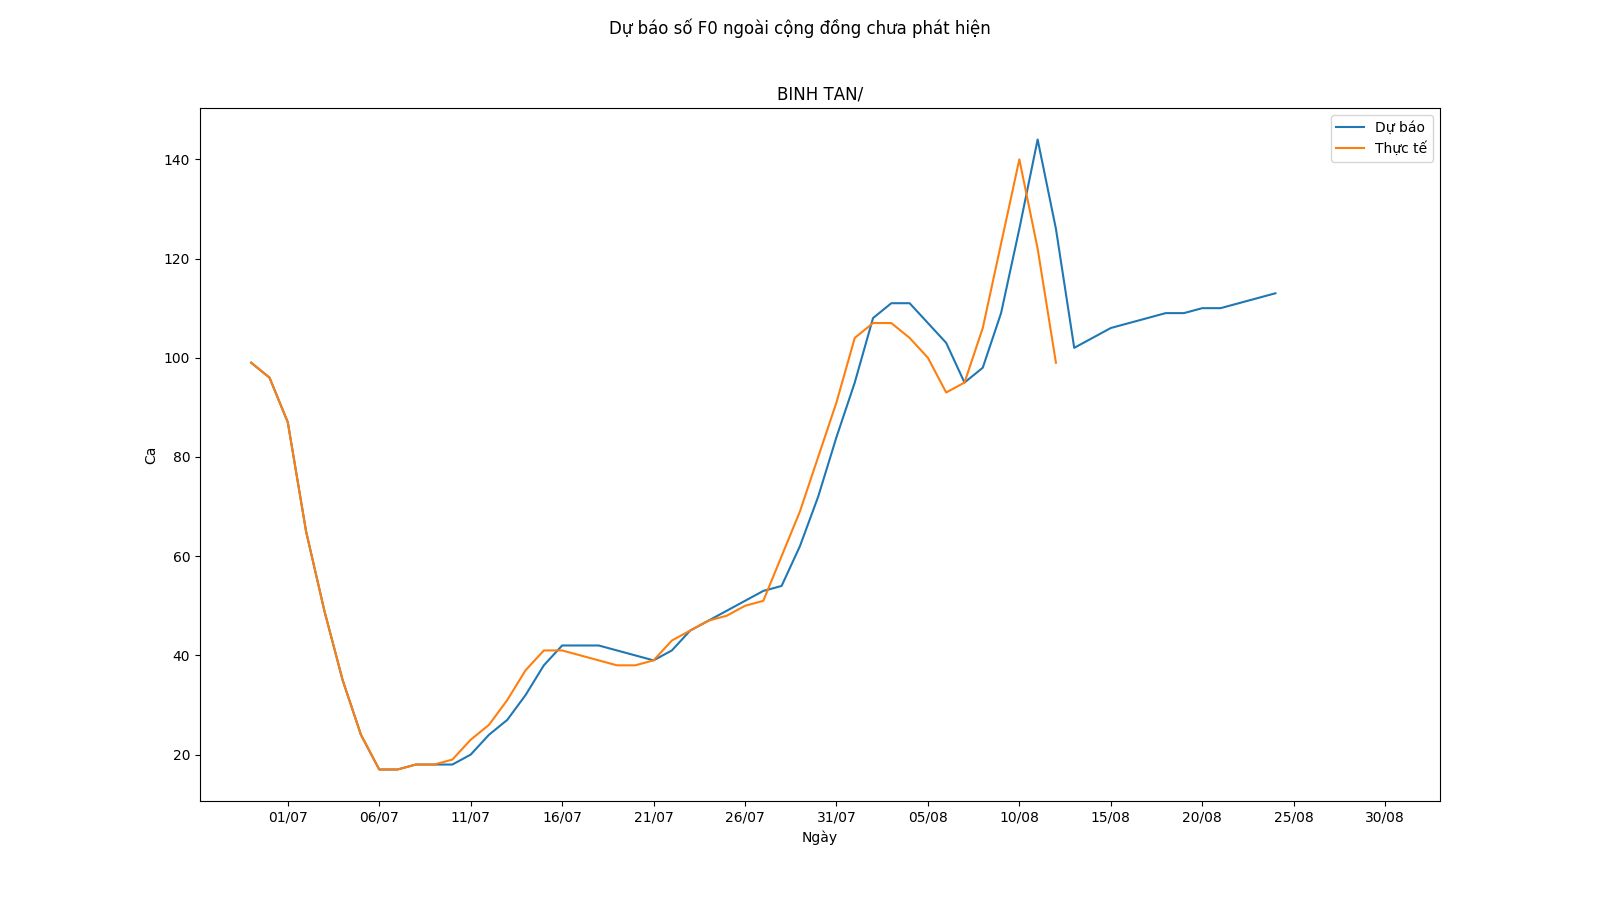 Dự báo số F0 ngoài cộng đồng chưa phát hiện
BINH TAN/
Dự báo
Thực tế
140
120
100
80
60
40
20
Ca
01/07 06/07 11/07 16/07 21/07 26/07 31/07 05/08 10/08 15/08 20/08 25/08 30/08
Ngày